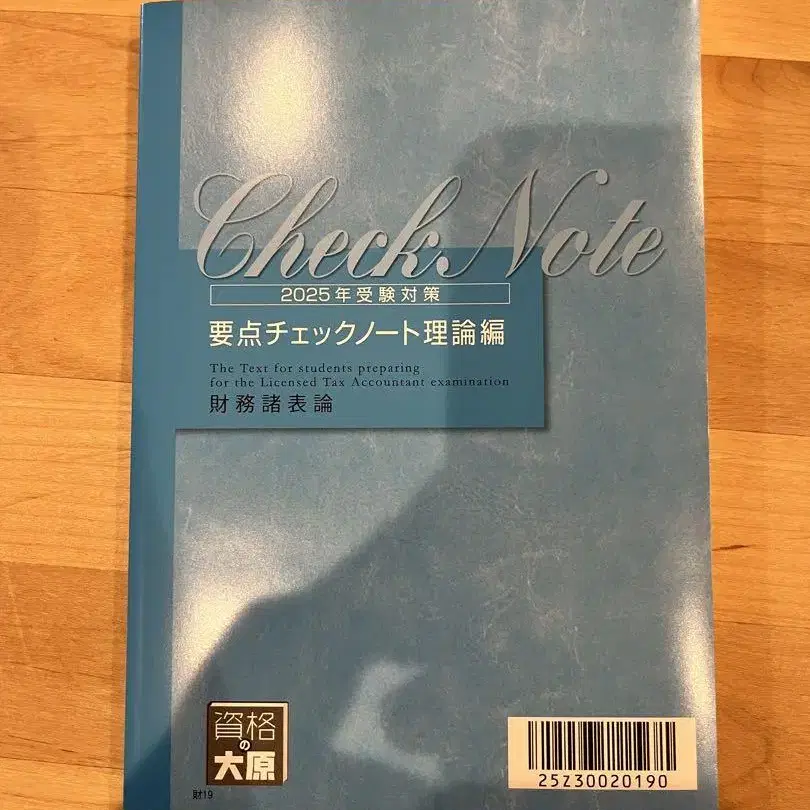 Check Note
2025年受験対策
要点チェックノート理論編
The Text for students preparing
for the Licensed Tax Accountant examination
財務諸表論
資格
の
大原
財19
25Z30020190